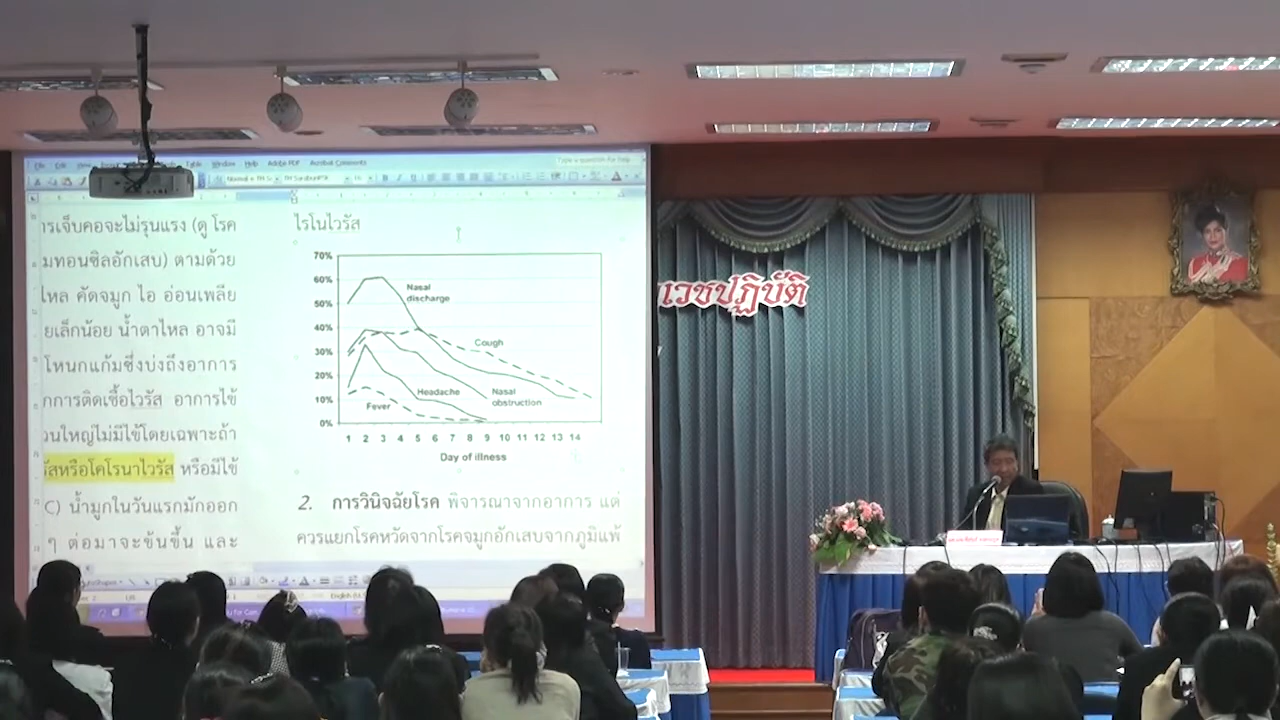 Window Help Adobe PDF Acrobat Comments
Type a question for help
ารเจ็บคอจะไม่รุนแรง (ดู โรค
มทอนซิลอักเสบ) ตามด้วย
ไหล คัดจมูก ไอ อ่อนเพลีย
ยเล็กน้อย น้ำตาไหล อาจมี
โหนกแก้มซึ่งบ่งถึงอาการ
กการติดเชื้อไวรัส อาการไข้
วนใหญ่ไม่มีไข้โดยเฉพาะถ้า
ัสหรือโคโรนาไวรัส หรือมีไข้
C) น้ำมูกในวันแรกมักออก
ๆ ต่อมาจะข้นขึ้น และ
ไรโนไวรัส
70%
60%
50%
40%
30%
20%
10%
0%
Nasal
discharge
Cough
Headache
Nasal
obstruction
Fever
1 2 3 4 5 6 7 8 9 10 11 12 13 14
Day of illness
2. การวินิจฉัยโรค พิจารณาจากอาการ แต่
ควรแยกโรคหวัดจากโรคจมูกอักเสบจากภูมิแพ้
เวชปฏิบัติ